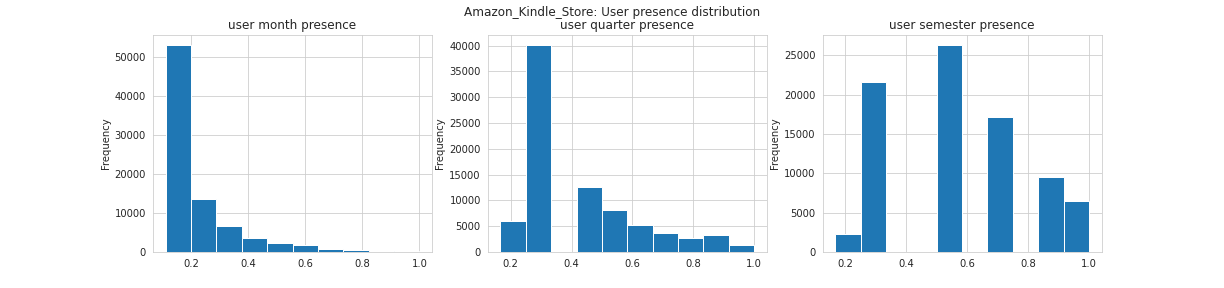 Amazon_Kindle_Store: User presence distribution
user month presence
Frequency
50000
40000
30000
20000
10000
0
0.2 0.4 0.6 0.8 1.0
user quarter presence
Frequency
40000
35000
30000
25000
20000
15000
10000
5000
0
0.2 0.4 0.6 0.8 1.0
user semester presence
Frequency
25000
20000
15000
10000
5000
0
0.2 0.4 0.6 0.8 1.0